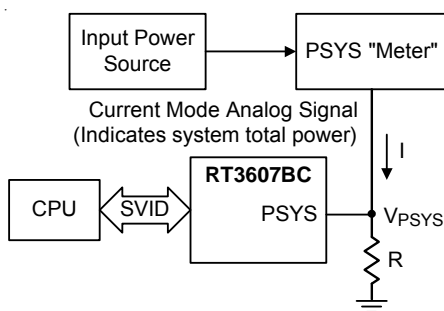 Input Power
Source
PSYS "Meter"
Current Mode Analog Signal
(Indicates system total power)
I
RT3607BC
CPU
SVID
PSYS
VPSYS
R